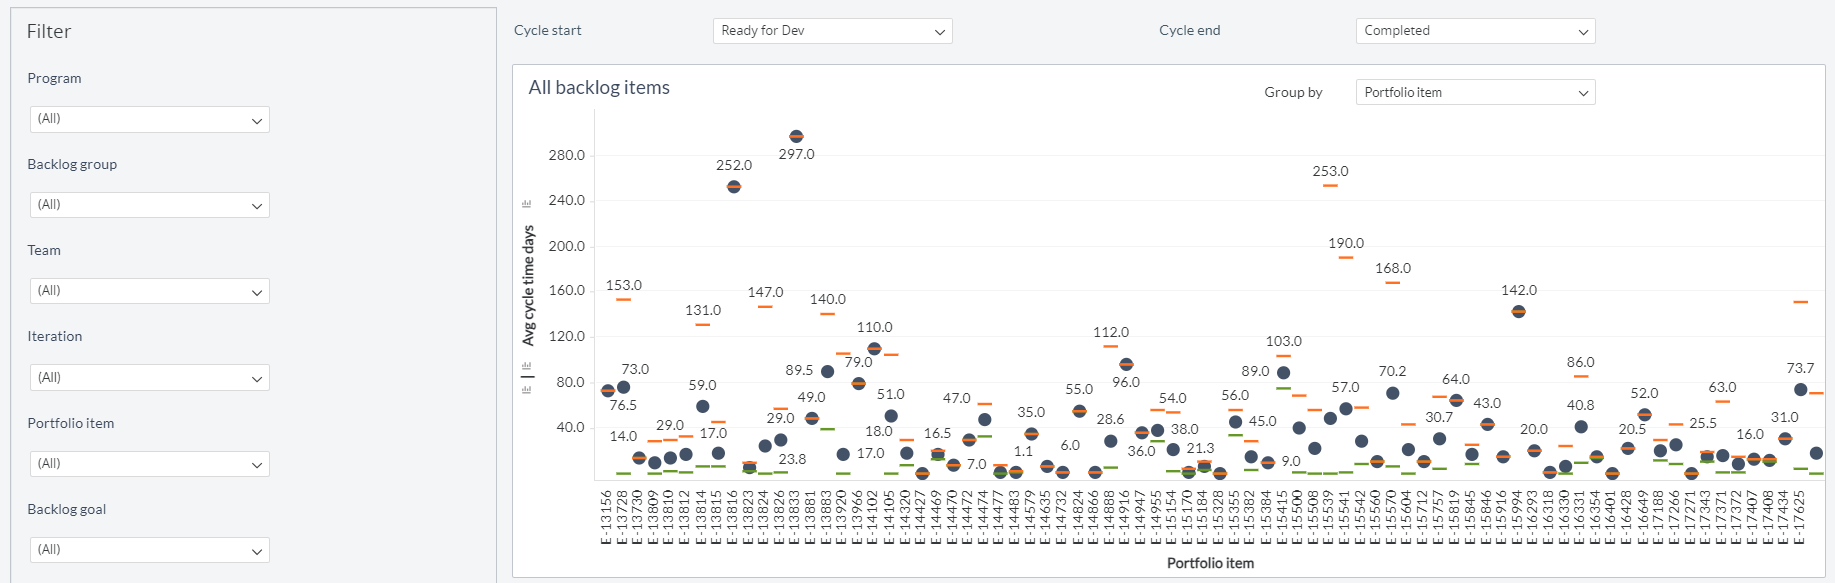 Filter
Program
(All)
Backlog group
(All)
Team
(All)
Iteration
(All)
Portfolio item
(All)
Backlog goal
(All)
Cycle start
Ready for Dev
Cycle end
Completed
All backlog items
Group by
Portfolio item
Avg cycle time days
280.0
240.0
200.0
160.0
120.0
80.0
40.0
297.0
252.0
253.0
190.0
168.0
153.0
147.0
131.0
140.0
142.0
110.0
112.0
103.0
73.0
89.5
79.0
89.0
70.2
86.0
73.7
76.5
59.0
49.0
51.0
47.0
55.0
96.0
54.0
56.0
57.0
64.0
52.0
63.0
14.0
29.0
17.0
29.0
18.0
16.5
35.0
28.6
38.0
45.0
30.7
43.0
40.8
20.0
20.5
25.5
16.0
31.0
23.8
17.0
7.0
1.1
6.0
36.0
21.3
9.0
E-13156
E-13728
E-13730
E-13809
E-13810
E-13812
E-13814
E-13815
E-13816
E-13823
E-13824
E-13826
E-13833
E-13881
E-13883
E-13920
E-13966
E-14102
E-14105
E-14320
E-14427
E-14469
E-14470
E-14472
E-14474
E-14477
E-14483
E-14579
E-14635
E-14732
E-14824
E-14866
E-14888
E-14916
E-14947
E-14955
E-15154
E-15170
E-15184
E-15328
E-15355
E-15382
E-15384
E-15415
E-15500
E-15508
E-15539
E-15541
E-15542
E-15560
E-15570
E-15604
E-15712
E-15757
E-15819
E-15845
E-15846
E-15916
E-15994
E-16293
E-16318
E-16330
E-16331
E-16354
E-16401
E-16428
E-16649
E-17188
E-17266
E-17271
E-17343
E-17371
E-17372
E-17407
E-17408
E-17434
E-17625
Portfolio item